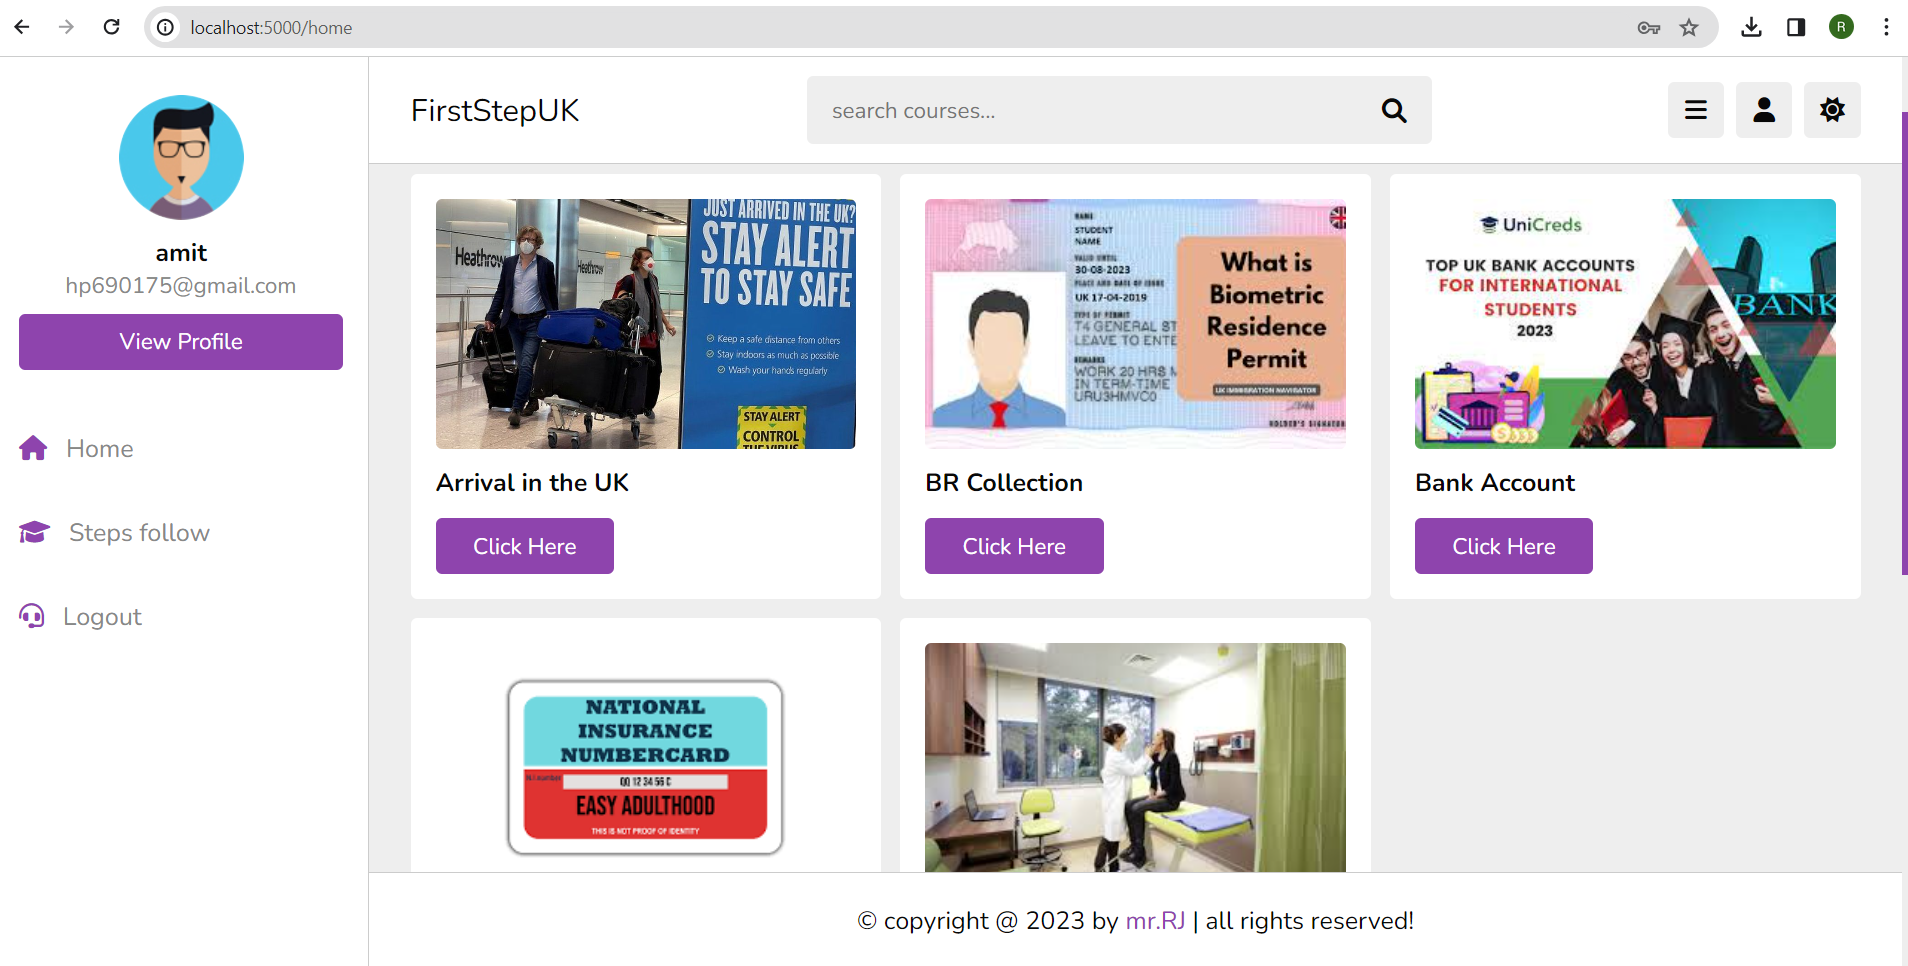 localhost:5000/home
R
amit
hp690175@gmail.com
View Profile
Home
Steps follow
Logout
FirstStepUK
search courses...
JUST ARRIVED IN THE UK?
STAY ALERT
TO STAY SAFE
Keep a safe distance from others
Stay indoors as much as possible
Wash your hands regularly
STAY ALERT
CONTROL
THE VIRUS
Heathrow
Heathrow
Arrival in the UK
Click Here
NAME
STUDENT
NAME
VALID UNTIL
30-08-2023
PLACE AND DATE OF ISSUE
UK 17-04-2019
TYPE OF PERMIT
T4 GENERAL ST
LEAVE TO ENTE
REMARKS
WORK 20 HRS M
IN TERM-TIME
URU3HMVC0
What is
Biometric
Residence
Permit
UK IMMIGRATION NAVIGATOR
HOLDER'S SIGNATUR
BR Collection
Click Here
UniCreds
TOP UK BANK ACCOUNTS
FOR INTERNATIONAL
STUDENTS
2023
BANK
Bank Account
Click Here
NATIONAL
INSURANCE
NUMBERCARD
QQ 12 34 56 C
EASY ADULTHOOD
THIS IS NOT PROOF OF IDENTITY
© copyright @ 2023 by mr.RJ | all rights reserved!